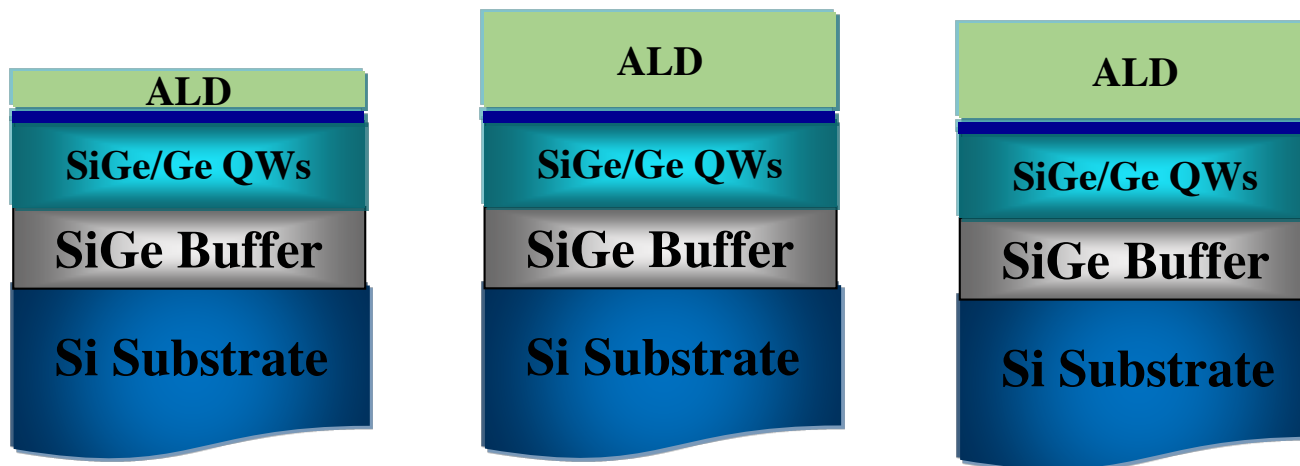 ALD
SiGe/Ge QWs
SiGe Buffer
Si Substrate
ALD
SiGe/Ge QWs
SiGe Buffer
Si Substrate
ALD
SiGe/Ge QWs
SiGe Buffer
Si Substrate